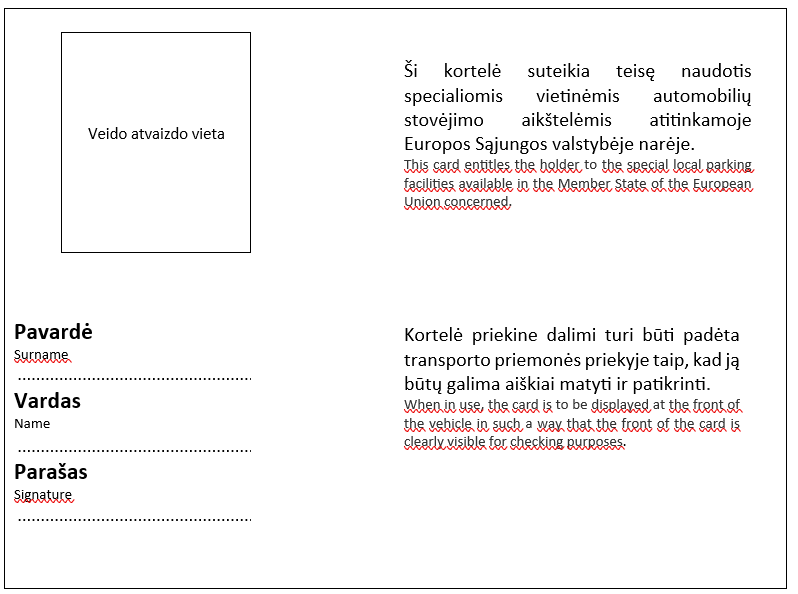 Veido atvaizdo vieta
Ši kortelė suteikia teisę naudotis
specialiomis vietinėmis automobilių
stovėjimo aikštelėmis atitinkamoje
Europos Sąjungos valstybėje narėje.
This card entitles the holder to the special local parking
facilities available in the Member State of the European
Union concerned.
Pavardė
Surname
Vardas
Name
Parašas
Signature
Kortelė priekine dalimi turi būti padėta
transporto priemonės priekyje taip, kad ją
būtų galima aiškiai matyti ir patikrinti.
When in use, the card is to be displayed at the front of
the vehicle in such a way that the front of the card is
clearly visible for checking purposes.